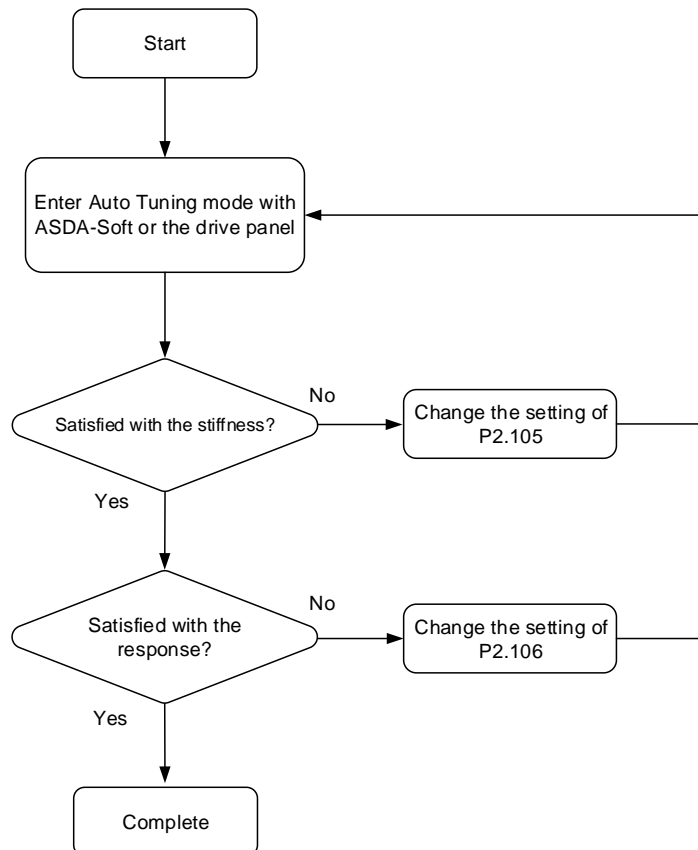 Start
Enter Auto Tuning mode with
ASDA-Soft or the drive panel
Satisfied with the stiffness?
No
Change the setting of
P2.105
Yes
Satisfied with the
response?
No
Change the setting of
P2.106
Yes
Complete